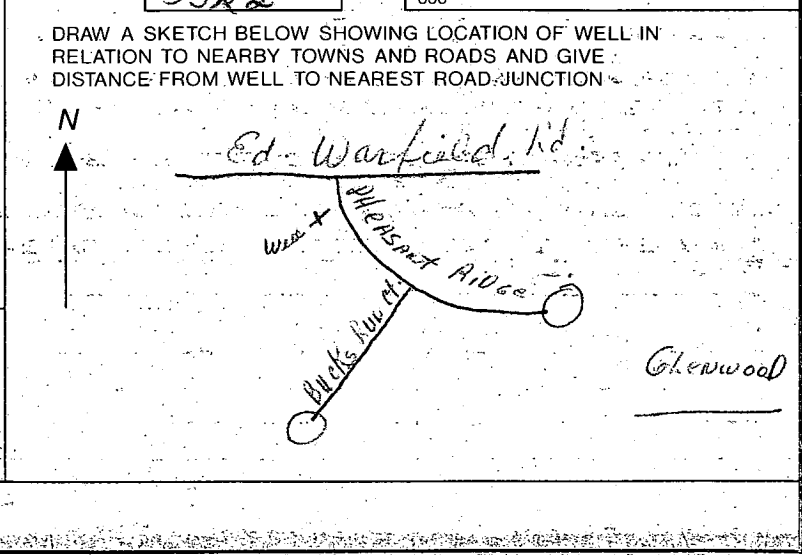 DRAW A SKETCH BELOW SHOWING LOCATION OF WELL IN
RELATION TO NEARBY TOWNS AND ROADS AND GIVE
DISTANCE FROM WELL TO NEAREST ROAD JUNCTION
N
Ed Warfield Rd.
Well X
PHEASANT RIDGE
Bucks Run Ct.
Glenwood